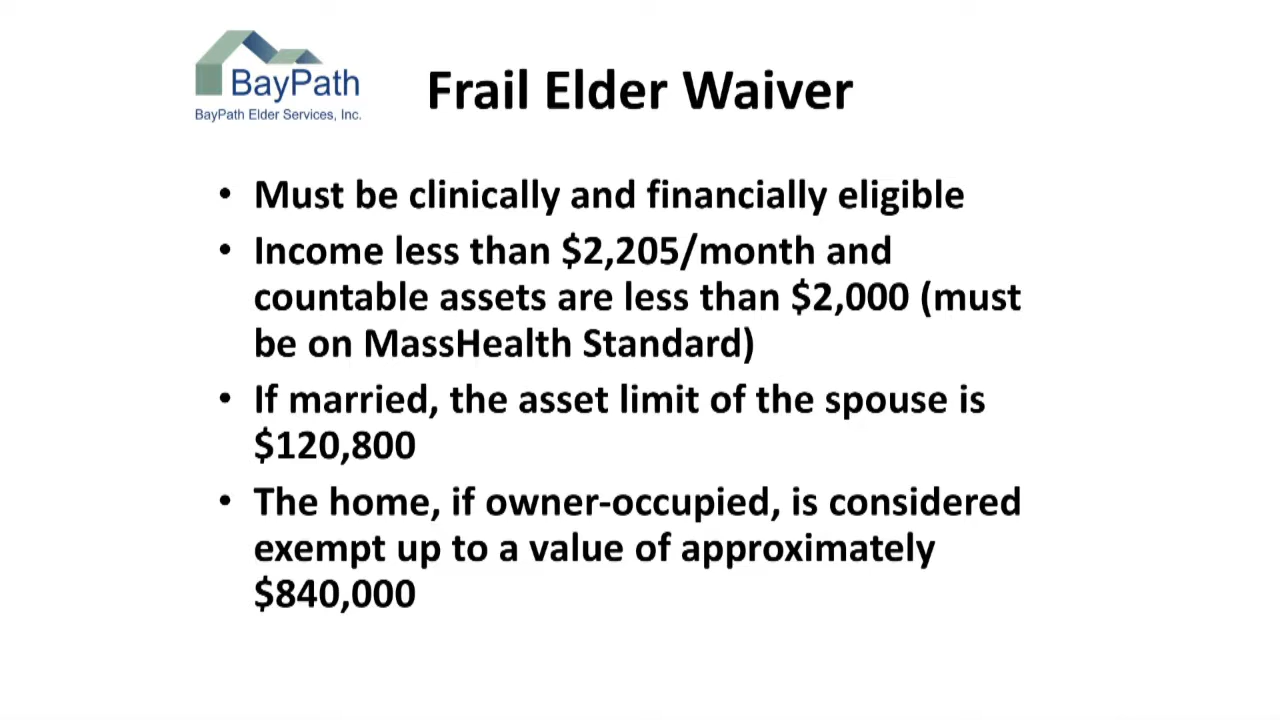 BayPath
BayPath Elder Services, Inc.
Frail Elder Waiver
• Must be clinically and financially eligible
• Income less than $2,205/month and
countable assets are less than $2,000 (must
be on MassHealth Standard)
• If married, the asset limit of the spouse is
$120,800
• The home, if owner-occupied, is considered
exempt up to a value of approximately
$840,000